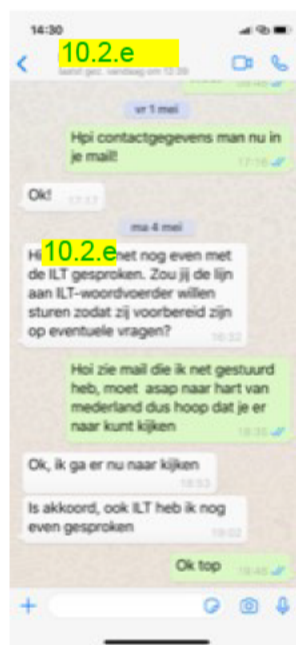 14:30
10.2.e
laatst gez. vandaag om 12:39
vr 1 mei
Hpi contactgegevens man nu in
je mail!
17:16
Ok!
17:17
ma 4 mei
Hi 10.2.e net nog even met
de ILT gesproken. Zou jij de lijn
aan ILT-woordvoerder willen
sturen zodat zij voorbereid zijn
op eventuele vragen?
16:32
Hoi zie mail die ik net gestuurd
heb, moet asap naar hart van
mederland dus hoop dat je er
naar kunt kijken
18:35
Ok, ik ga er nu naar kijken
18:53
Is akkoord, ook ILT heb ik nog
even gesproken
19:02
Ok top
19:45